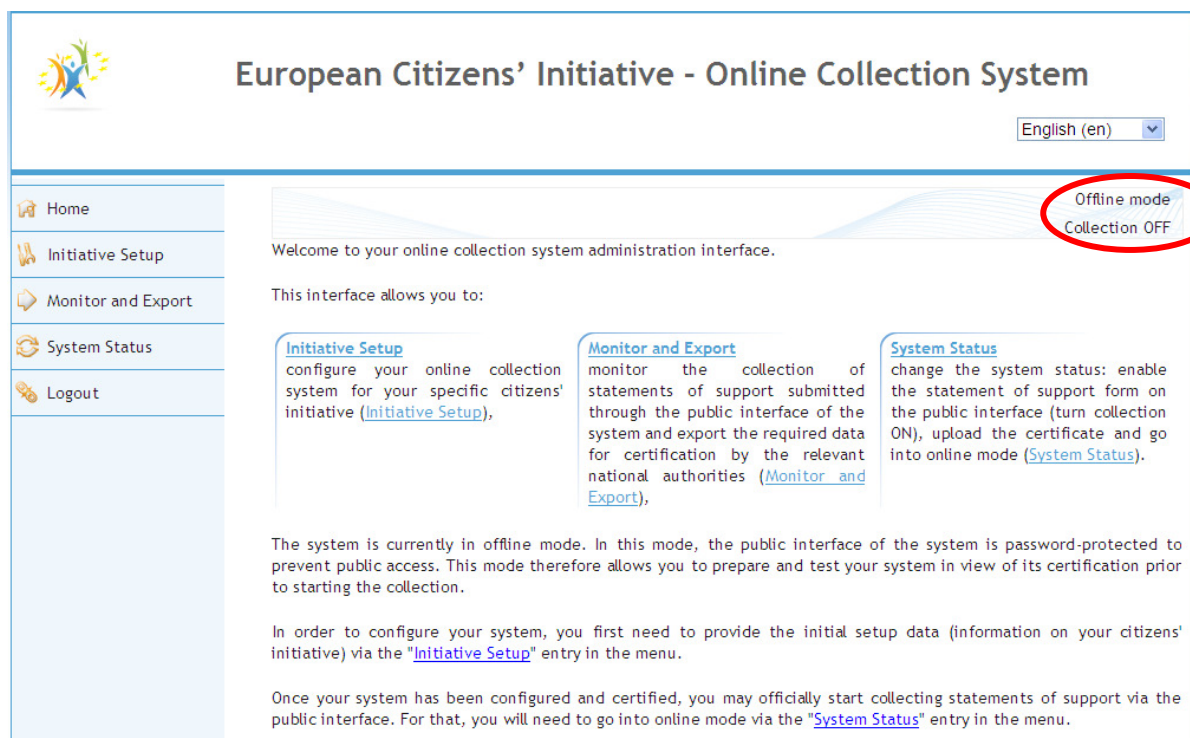 European Citizens' Initiative - Online Collection System
English (en)
Home
Initiative Setup
Monitor and Export
System Status
Logout
Offline mode
Collection OFF
Welcome to your online collection system administration interface.
This interface allows you to:
Initiative Setup
configure your online collection
system for your specific citizens'
initiative (Initiative Setup),
Monitor and Export
monitor the collection of
statements of support submitted
through the public interface of the
system and export the required data
for certification by the relevant
national authorities (Monitor and
Export),
System Status
change the system status: enable
the statement of support form on
the public interface (turn collection
ON), upload the certificate and go
into online mode (System Status).
The system is currently in offline mode. In this mode, the public interface of the system is password-protected to
prevent public access. This mode therefore allows you to prepare and test your system in view of its certification prior
to starting the collection.
In order to configure your system, you first need to provide the initial setup data (information on your citizens'
initiative) via the "Initiative Setup" entry in the menu.
Once your system has been configured and certified, you may officially start collecting statements of support via the
public interface. For that, you will need to go into online mode via the "System Status" entry in the menu.